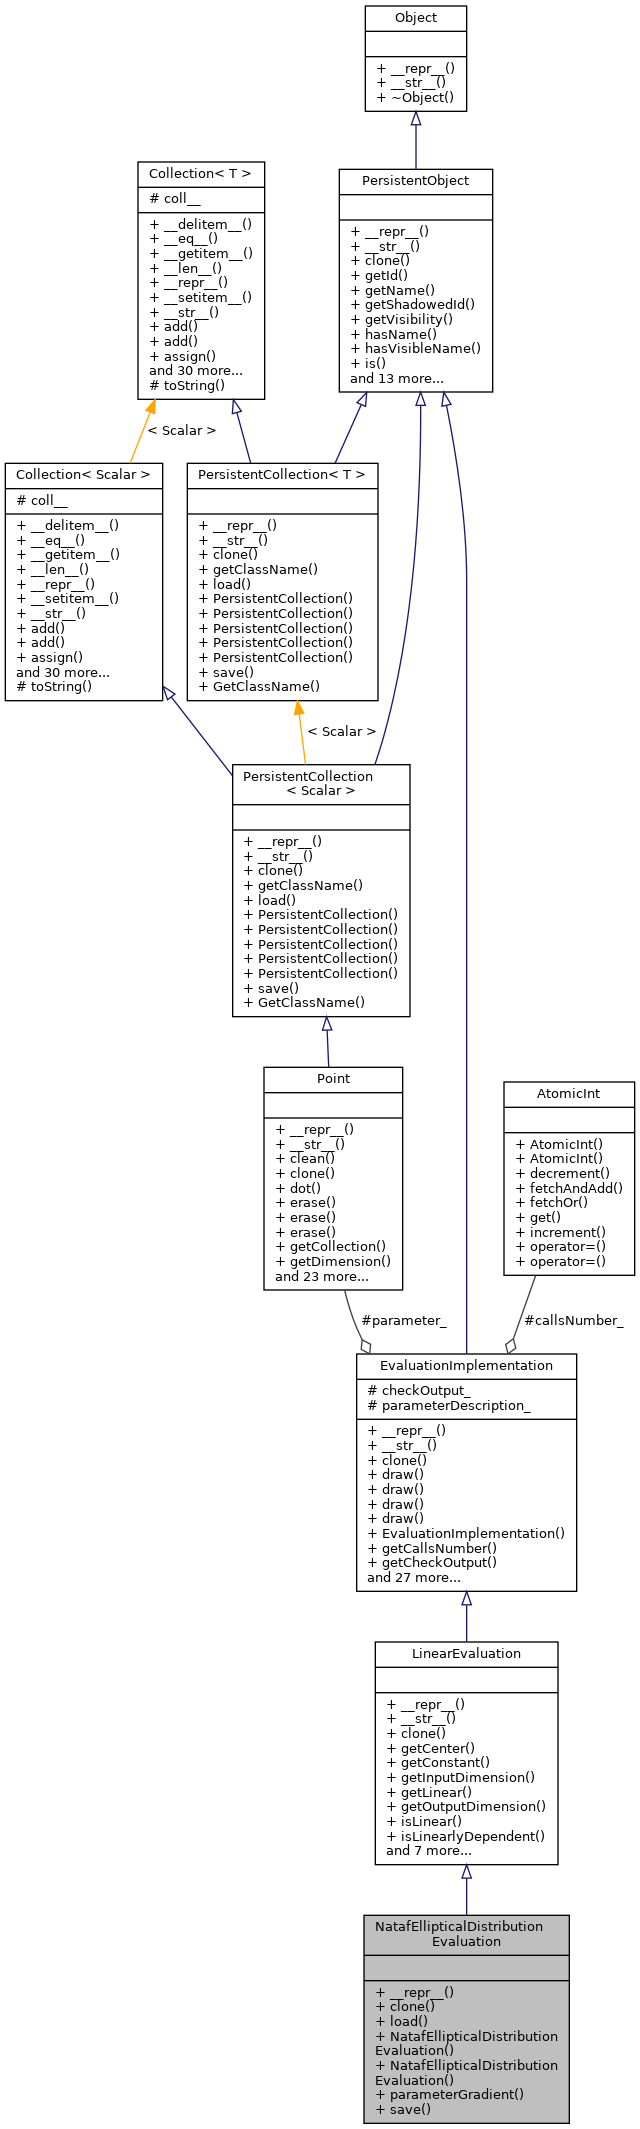 Object
+ __repr__()
+ __str__()
+ ~Object()
Collection< T >
# coll__
+ __delitem__()
+ __eq__()
+ __getitem__()
+ __len__()
+ __repr__()
+ __setitem__()
+ __str__()
+ add()
+ add()
+ assign()
and 30 more...
# toString()
PersistentObject
+ __repr__()
+ __str__()
+ clone()
+ getId()
+ getName()
+ getShadowedId()
+ getVisibility()
+ hasName()
+ hasVisibleName()
+ is()
and 13 more...
< Scalar >
Collection< Scalar >
# coll__
+ __delitem__()
+ __eq__()
+ __getitem__()
+ __len__()
+ __repr__()
+ __setitem__()
+ __str__()
+ add()
+ add()
+ assign()
and 30 more...
# toString()
PersistentCollection< T >
+ __repr__()
+ __str__()
+ clone()
+ getClassName()
+ load()
+ PersistentCollection()
+ PersistentCollection()
+ PersistentCollection()
+ PersistentCollection()
+ PersistentCollection()
+ save()
+ GetClassName()
< Scalar >
PersistentCollection
< Scalar >
+ __repr__()
+ __str__()
+ clone()
+ getClassName()
+ load()
+ PersistentCollection()
+ PersistentCollection()
+ PersistentCollection()
+ PersistentCollection()
+ PersistentCollection()
+ save()
+ GetClassName()
Point
+ __repr__()
+ __str__()
+ clean()
+ clone()
+ dot()
+ erase()
+ erase()
+ erase()
+ getCollection()
+ getDimension()
and 23 more...
AtomicInt
+ AtomicInt()
+ AtomicInt()
+ decrement()
+ fetchAndAdd()
+ fetchOr()
+ get()
+ increment()
+ operator=()
+ operator=()
#parameter_
#callsNumber_
EvaluationImplementation
# checkOutput_
# parameterDescription_
+ __repr__()
+ __str__()
+ clone()
+ draw()
+ draw()
+ draw()
+ draw()
+ EvaluationImplementation()
+ getCallsNumber()
+ getCheckOutput()
and 27 more...
LinearEvaluation
+ __repr__()
+ __str__()
+ clone()
+ getCenter()
+ getConstant()
+ getInputDimension()
+ getLinear()
+ getOutputDimension()
+ isLinear()
+ isLinearlyDependent()
and 7 more...
NatafEllipticalDistribution
Evaluation
+ __repr__()
+ clone()
+ load()
+ NatafEllipticalDistribution
Evaluation()
+ NatafEllipticalDistribution
Evaluation()
+ parameterGradient()
+ save()